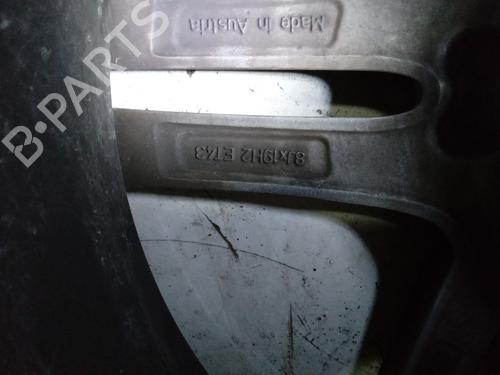 8Jx19H2 ET43
Made in Austria
B-PARTS